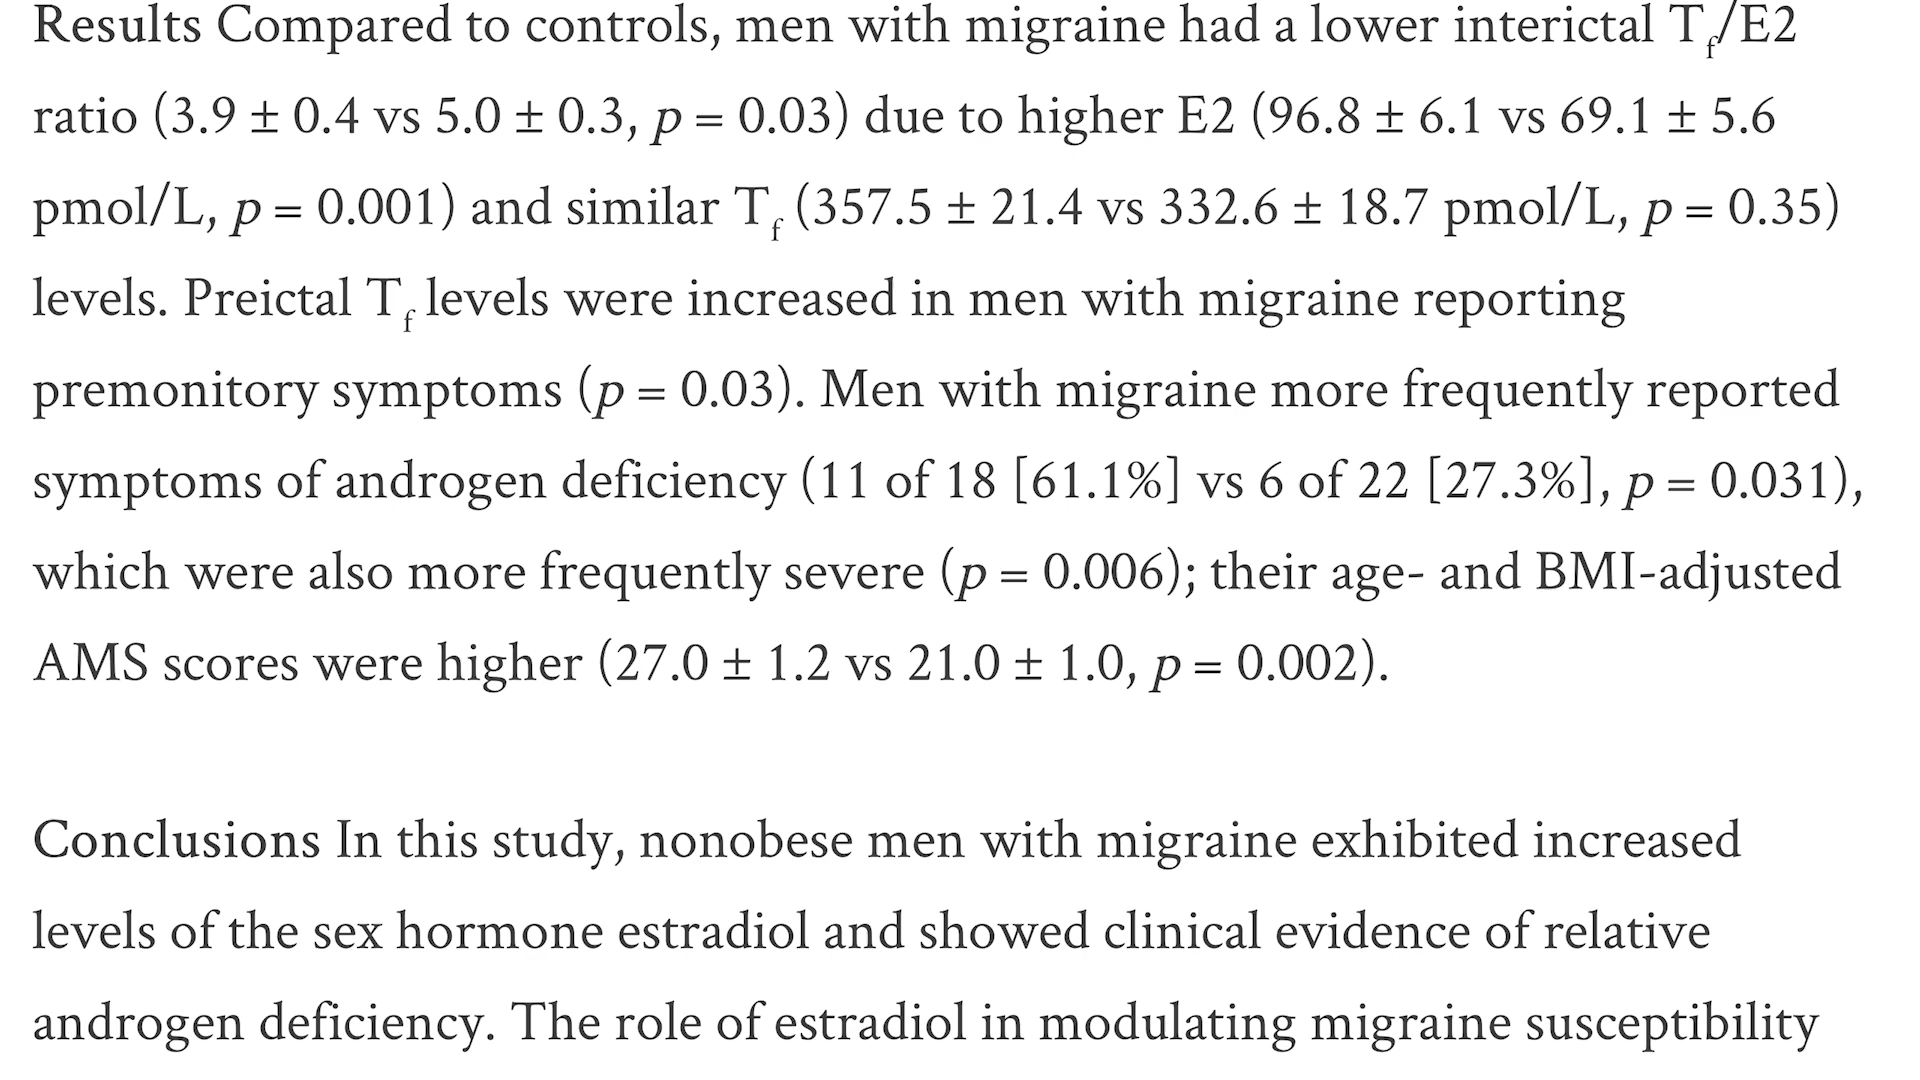 Results Compared to controls, men with migraine had a lower interictal Tf/E2
ratio (3.9 ± 0.4 vs 5.0 ± 0.3, p = 0.03) due to higher E2 (96.8 ± 6.1 vs 69.1 ± 5.6
pmol/L, p = 0.001) and similar Tf (357.5 ± 21.4 vs 332.6 ± 18.7 pmol/L, p = 0.35)
levels. Preictal Tf levels were increased in men with migraine reporting
premonitory symptoms (p = 0.03). Men with migraine more frequently reported
symptoms of androgen deficiency (11 of 18 [61.1%] vs 6 of 22 [27.3%], p = 0.031),
which were also more frequently severe (p = 0.006); their age- and BMI-adjusted
AMS scores were higher (27.0 ± 1.2 vs 21.0 ± 1.0, p = 0.002).
Conclusions In this study, nonobese men with migraine exhibited increased
levels of the sex hormone estradiol and showed clinical evidence of relative
androgen deficiency. The role of estradiol in modulating migraine susceptibility